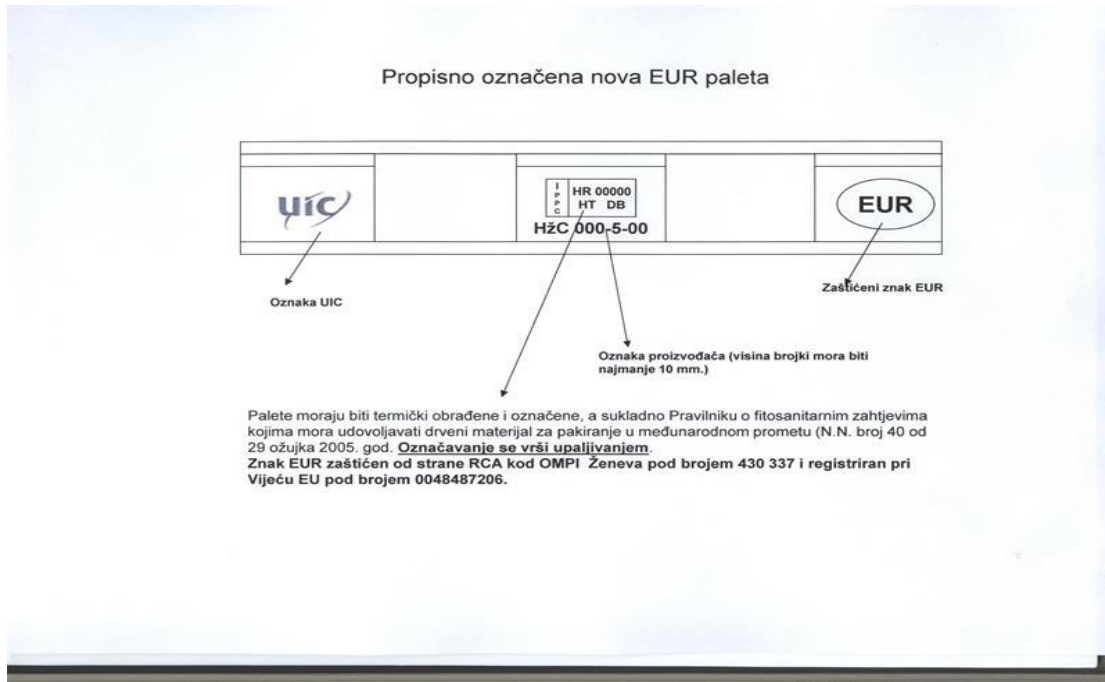 Propisno označena nova EUR paleta
uic
I
P
P
C
HR 00000
HT DB
HžC 000-5-00
EUR
Oznaka UIC
Zaštićeni znak EUR
Oznaka proizvođača (visina brojki mora biti
najmanje 10 mm.)
Palete moraju biti termički obrađene i označene, a sukladno Pravilniku o fitosanitarnim zahtjevima
kojima mora udovoljavati drveni materijal za pakiranje u međunarodnom prometu (N.N. broj 40 od
29 ožujka 2005. god. Označavanje se vrši upaljivanjem.
Znak EUR zaštićen od strane RCA kod OMPI Ženeva pod brojem 430 337 i registriran pri
Vijeću EU pod brojem 0048487206.